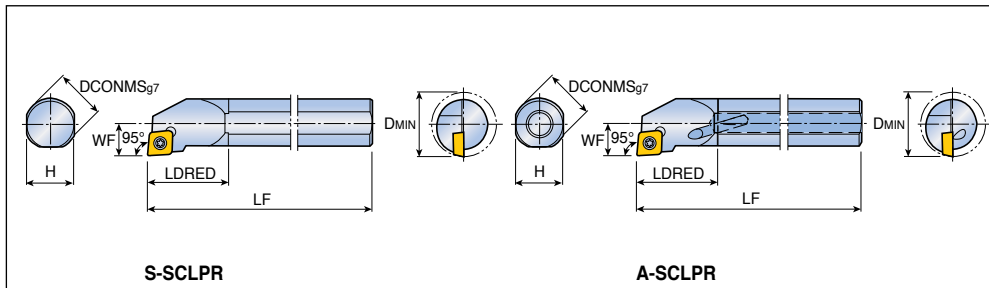 DCONMSg7
WF
95°
H
LDRED
LF
DMIN
S-SCLPR
DCONMSg7
WF
95°
H
LDRED
LF
DMIN
A-SCLPR